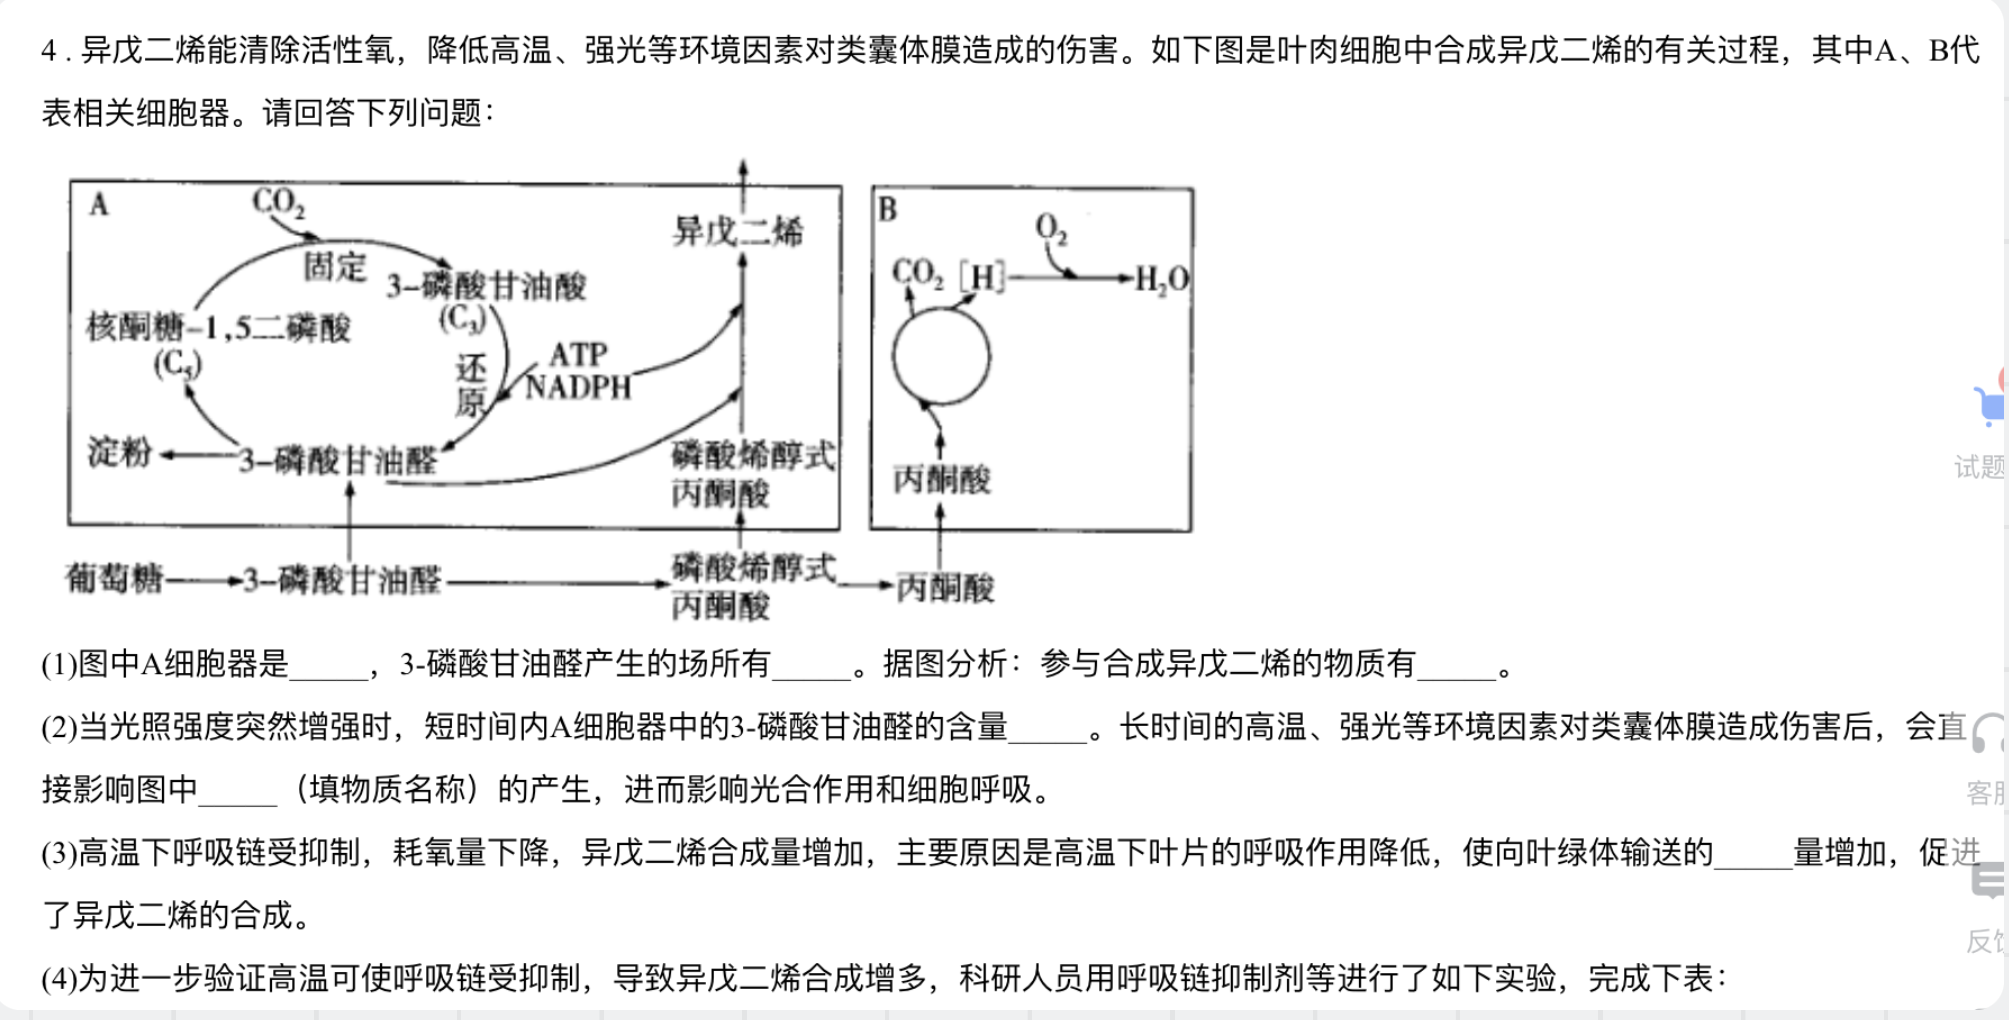 4 . 异戊二烯能清除活性氧，降低高温、强光等环境因素对类囊体膜造成的伤害。如下图是叶肉细胞中合成异戊二烯的有关过程，其中A、B代
表相关细胞器。请回答下列问题：
A
CO₂
固定
3-磷酸甘油酸
(C₃)
核酮糖-1,5二磷酸
(C₅)
还
原
ATP
NADPH
淀粉
3-磷酸甘油醛
异戊二烯
磷酸烯醇式
丙酮酸
B
O₂
CO₂ [H]
H₂O
丙酮酸
葡萄糖
3-磷酸甘油醛
磷酸烯醇式
丙酮酸
丙酮酸
(1)图中A细胞器是_____，3-磷酸甘油醛产生的场所有_____。据图分析：参与合成异戊二烯的物质有_____。
(2)当光照强度突然增强时，短时间内A细胞器中的3-磷酸甘油醛的含量_____。长时间的高温、强光等环境因素对类囊体膜造成伤害后，会直
接影响图中_____（填物质名称）的产生，进而影响光合作用和细胞呼吸。
(3)高温下呼吸链受抑制，耗氧量下降，异戊二烯合成量增加，主要原因是高温下叶片的呼吸作用降低，使向叶绿体输送的_____量增加，促进
了异戊二烯的合成。
(4)为进一步验证高温可使呼吸链受抑制，导致异戊二烯合成增多，科研人员用呼吸链抑制剂等进行了如下实验，完成下表：
试题
客
反